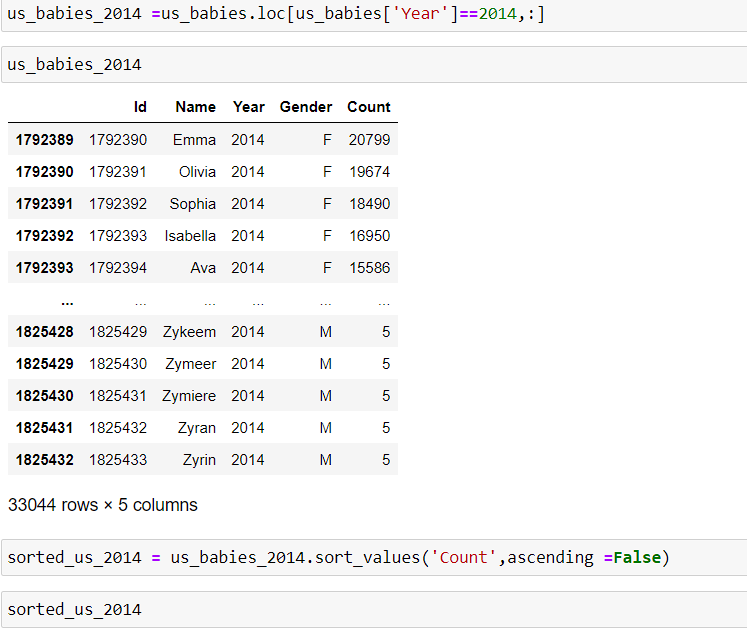 us_babies_2014 =us_babies.loc[us_babies['Year']==2014,:]
us_babies_2014
Id Name Year Gender Count
1792389 1792390 Emma 2014 F 20799
1792390 1792391 Olivia 2014 F 19674
1792391 1792392 Sophia 2014 F 18490
1792392 1792393 Isabella 2014 F 16950
1792393 1792394 Ava 2014 F 15586
... ... ... ... ... ...
1825428 1825429 Zykeem 2014 M 5
1825429 1825430 Zymeer 2014 M 5
1825430 1825431 Zymiere 2014 M 5
1825431 1825432 Zyran 2014 M 5
1825432 1825433 Zyrin 2014 M 5
33044 rows × 5 columns
sorted_us_2014 = us_babies_2014.sort_values('Count',ascending =False)
sorted_us_2014